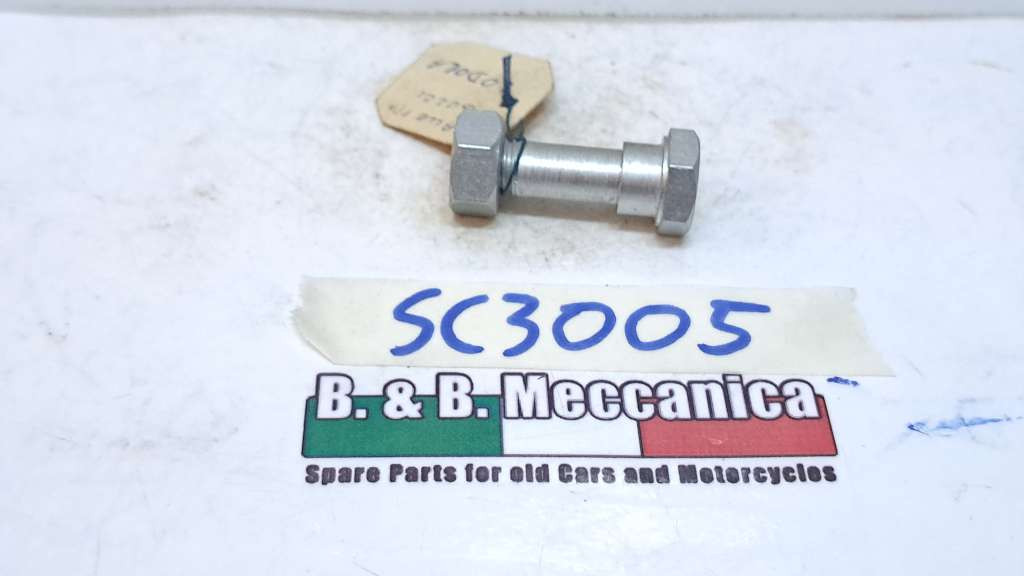 SC3005
B. & B. Meccanica
Spare Parts for old Cars and Motorcycles